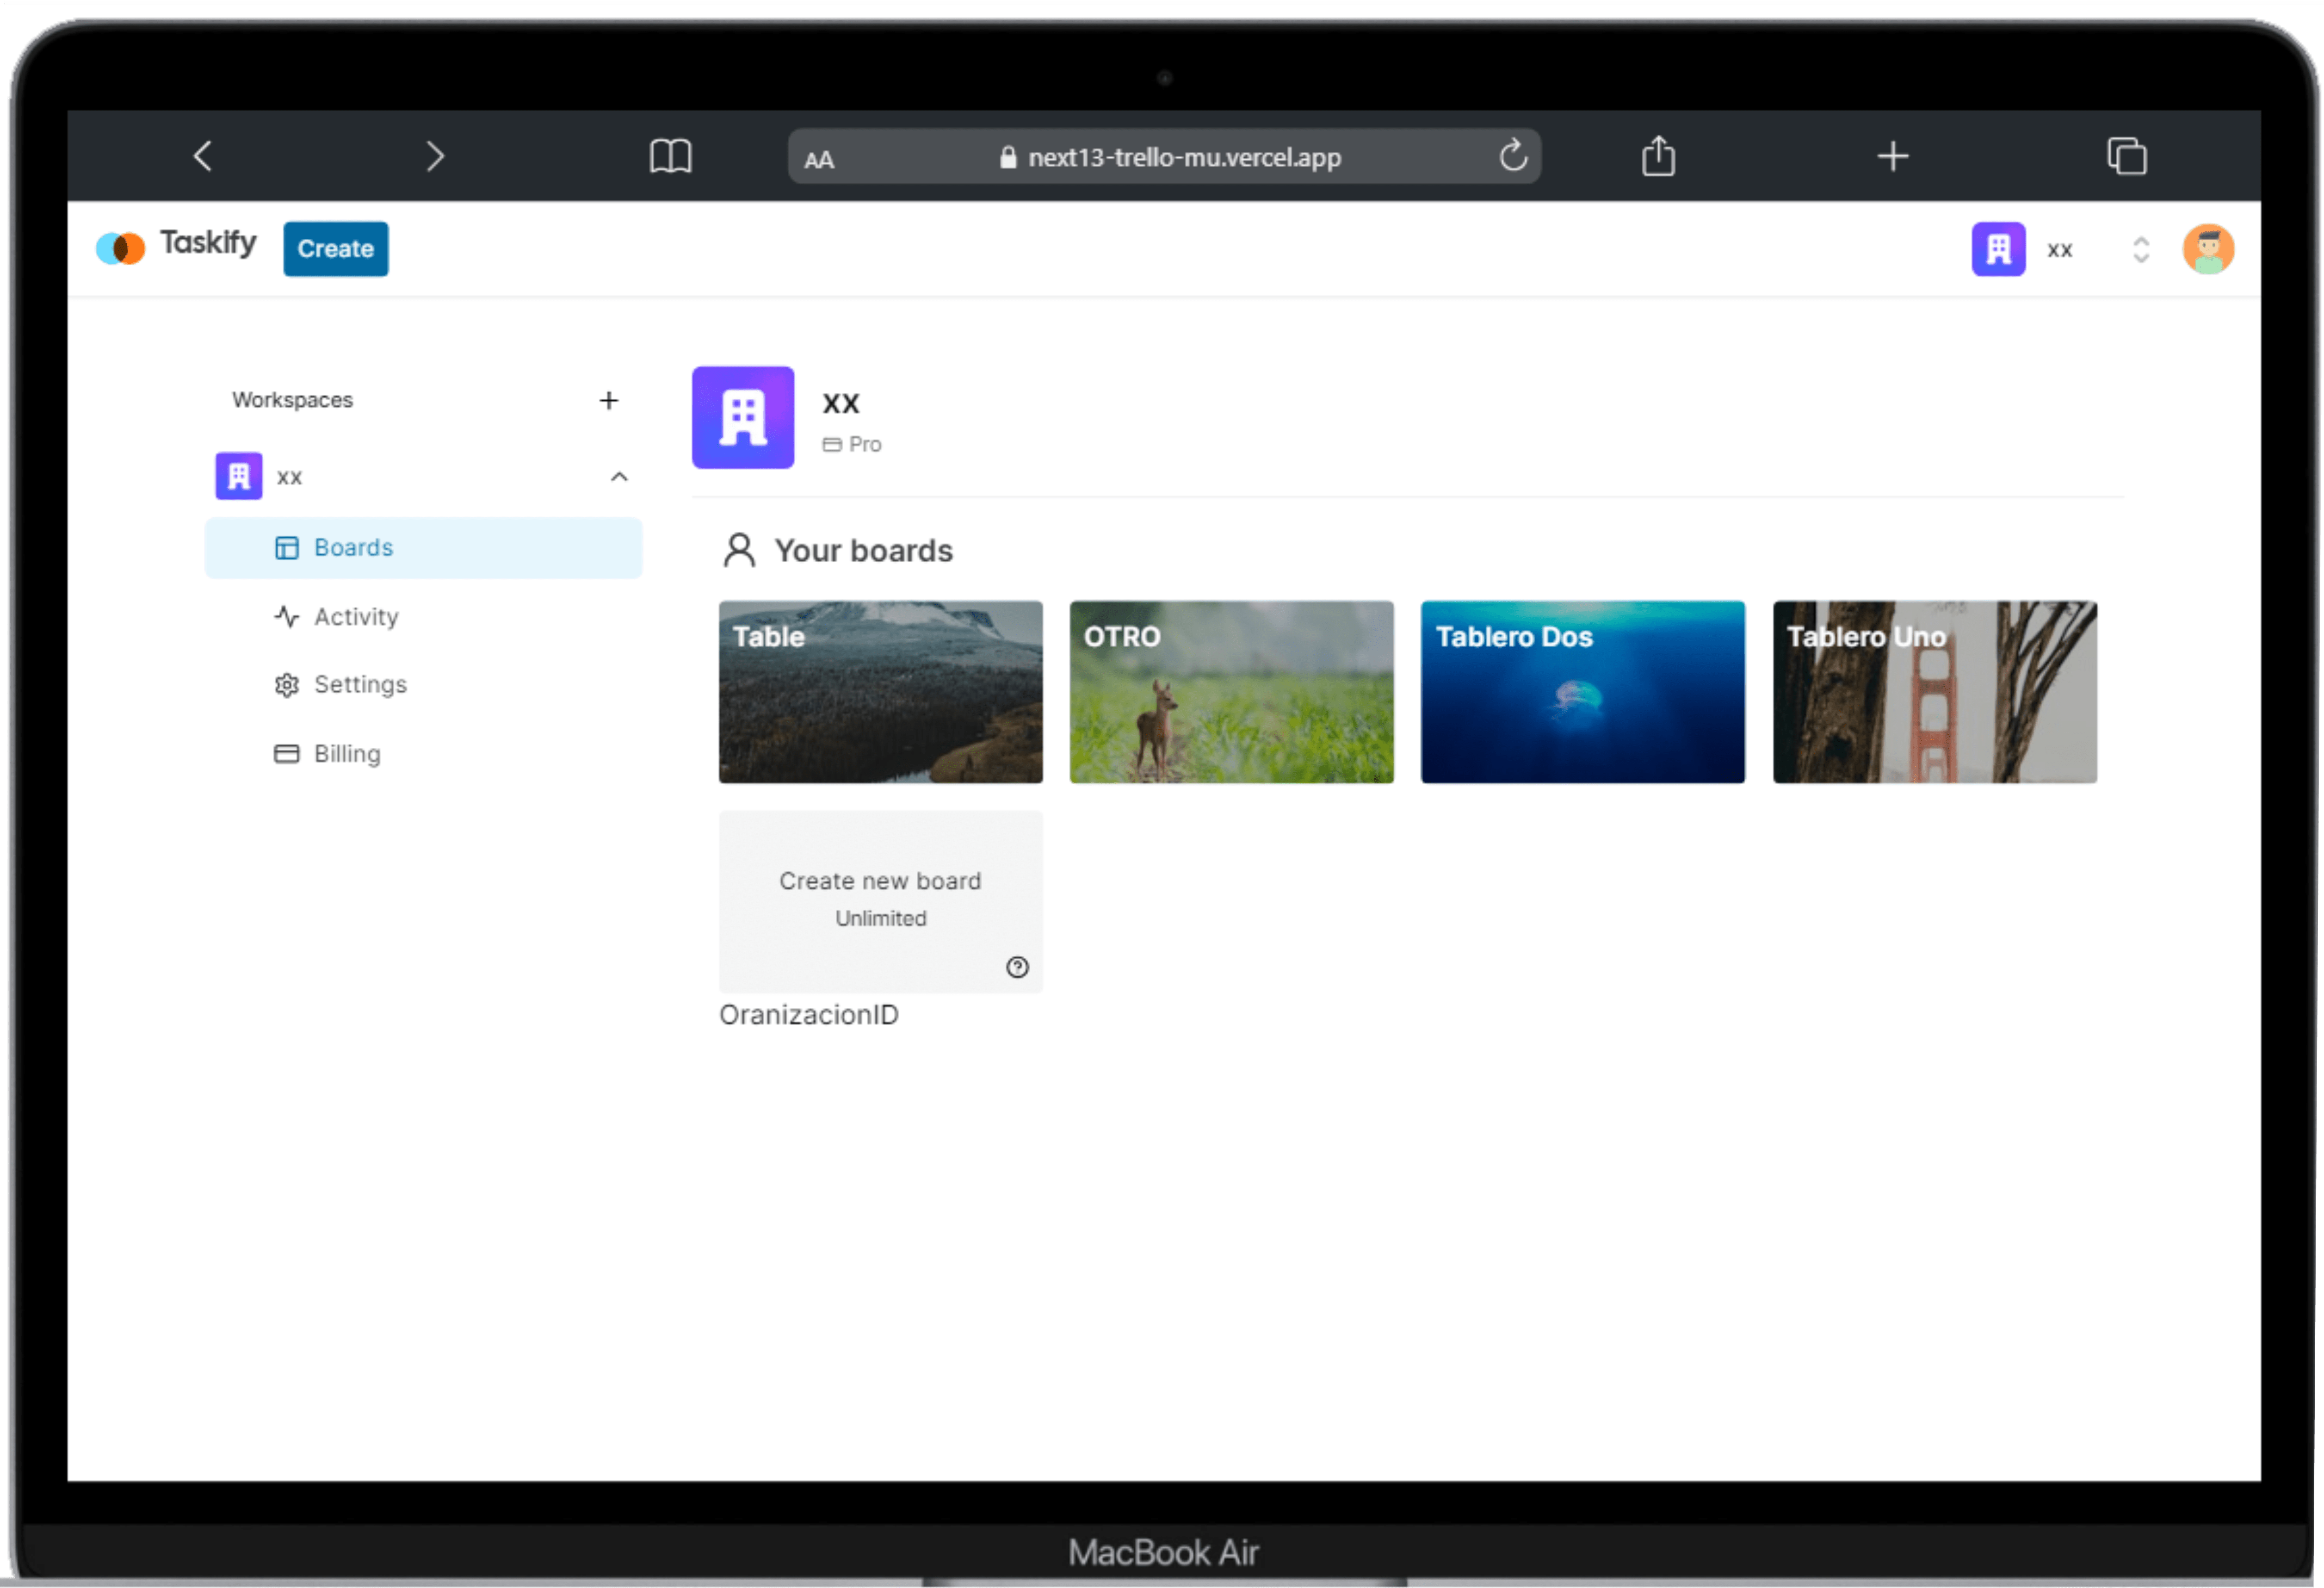 AA next13-trello-mu.vercel.app
Taskify Create xx
Workspaces
xx
Boards
Activity
Settings
Billing
xx
Pro
Your boards
Table OTRO Tablero Dos Tablero Uno
Create new board
Unlimited
OranizacionID
MacBook Air